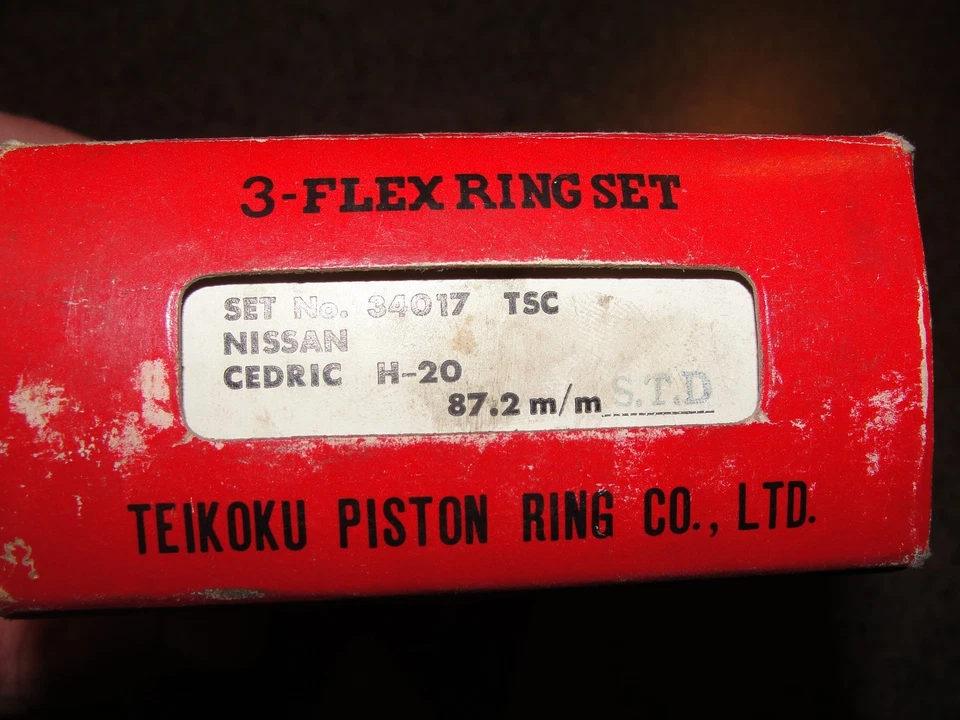 3-FLEX RING SET
SET No. 34017 TSC
NISSAN
CEDRIC H-20
87.2 m/m S.T.D
TEIKOKU PISTON RING CO., LTD.